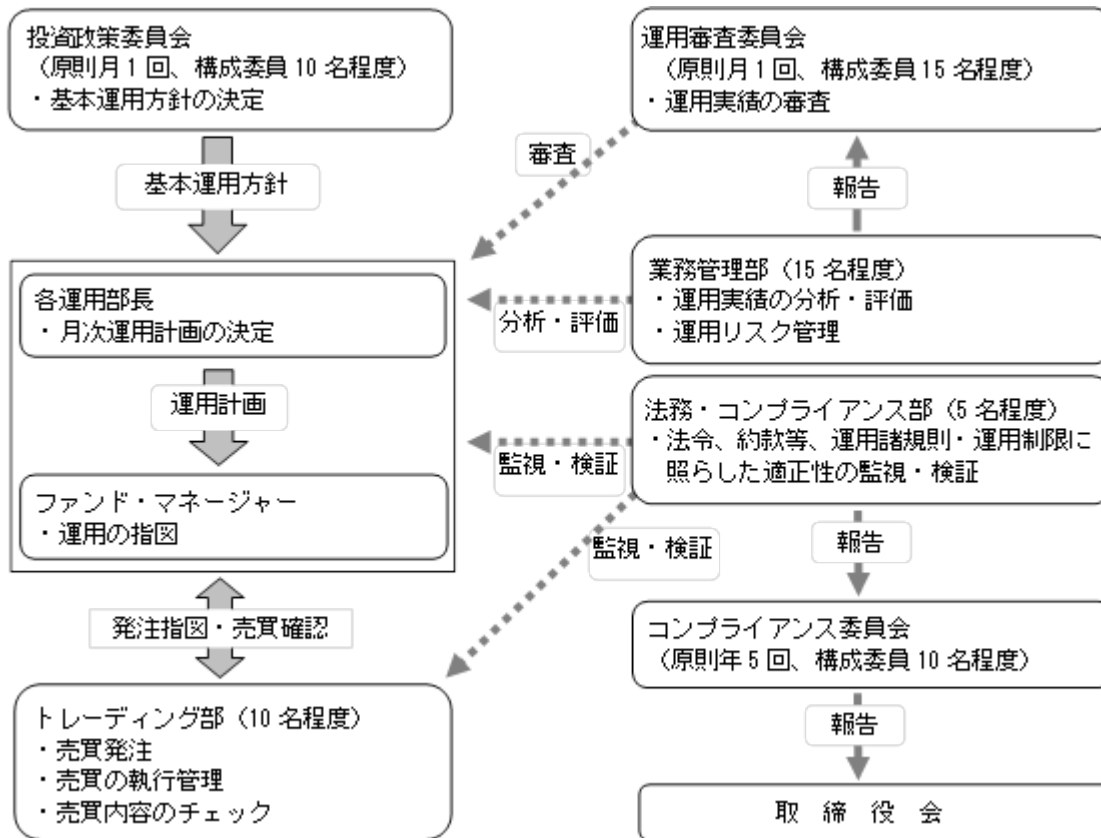 投資政策委員会
（原則月1回、構成委員10名程度）
・基本運用方針の決定
基本運用方針
各運用部長
・月次運用計画の決定
運用計画
ファンド・マネージャー
・運用の指図
発注指図・売買確認
トレーディング部（10名程度）
・売買発注
・売買の執行管理
・売買内容のチェック
運用審査委員会
（原則月1回、構成委員15名程度）
・運用実績の審査
審査
報告
業務管理部（15名程度）
・運用実績の分析・評価
・運用リスク管理
分析・評価
法務・コンプライアンス部（5名程度）
・法令、約款等、運用諸規則・運用制限に
照らした適正性の監視・検証
監視・検証
監視・検証
報告
コンプライアンス委員会
（原則年5回、構成委員10名程度）
報告
取締役会